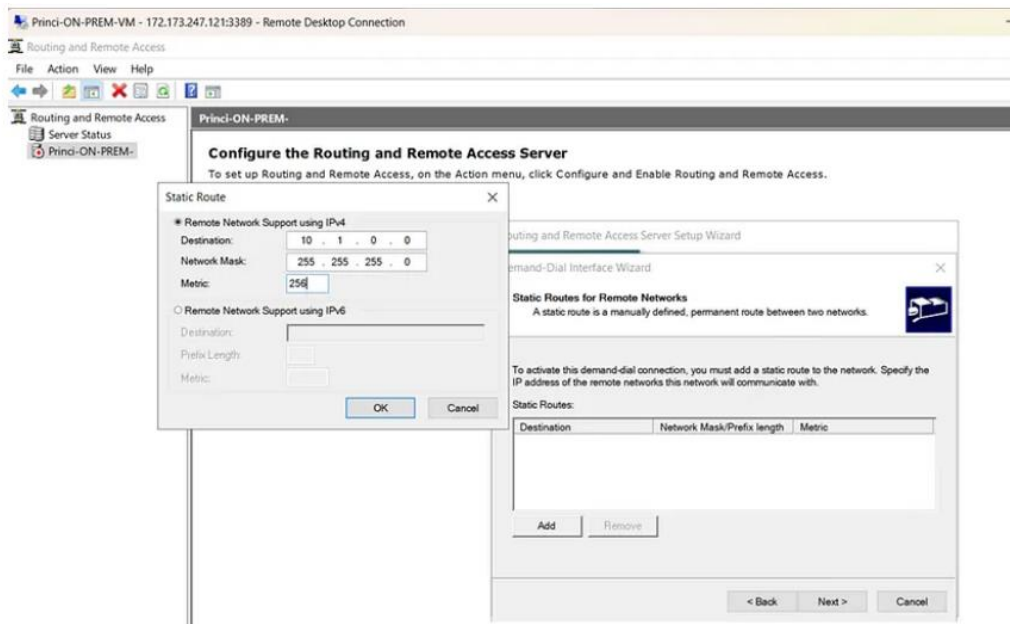 Princi-ON-PREM-VM - 172.173.247.121:3389 - Remote Desktop Connection
Routing and Remote Access
File Action View Help
Routing and Remote Access
Server Status
Princi-ON-PREM-
Princi-ON-PREM-
Configure the Routing and Remote Access Server
To set up Routing and Remote Access, on the Action menu, click Configure and Enable Routing and Remote Access.
Static Route
Remote Network Support using IPv4
Destination: 10 . 1 . 0 . 0
Network Mask: 255 . 255 . 255 . 0
Metric: 256
Remote Network Support using IPv6
Destination:
Prefix Length:
Metric:
OK Cancel
outing and Remote Access Server Setup Wizard
emand-Dial Interface Wizard
Static Routes for Remote Networks
A static route is a manually defined, permanent route between two networks.
To activate this demand-dial connection, you must add a static route to the network. Specify the
IP address of the remote networks this network will communicate with.
Static Routes:
Destination Network Mask/Prefix length Metric
Add Remove
< Back Next > Cancel